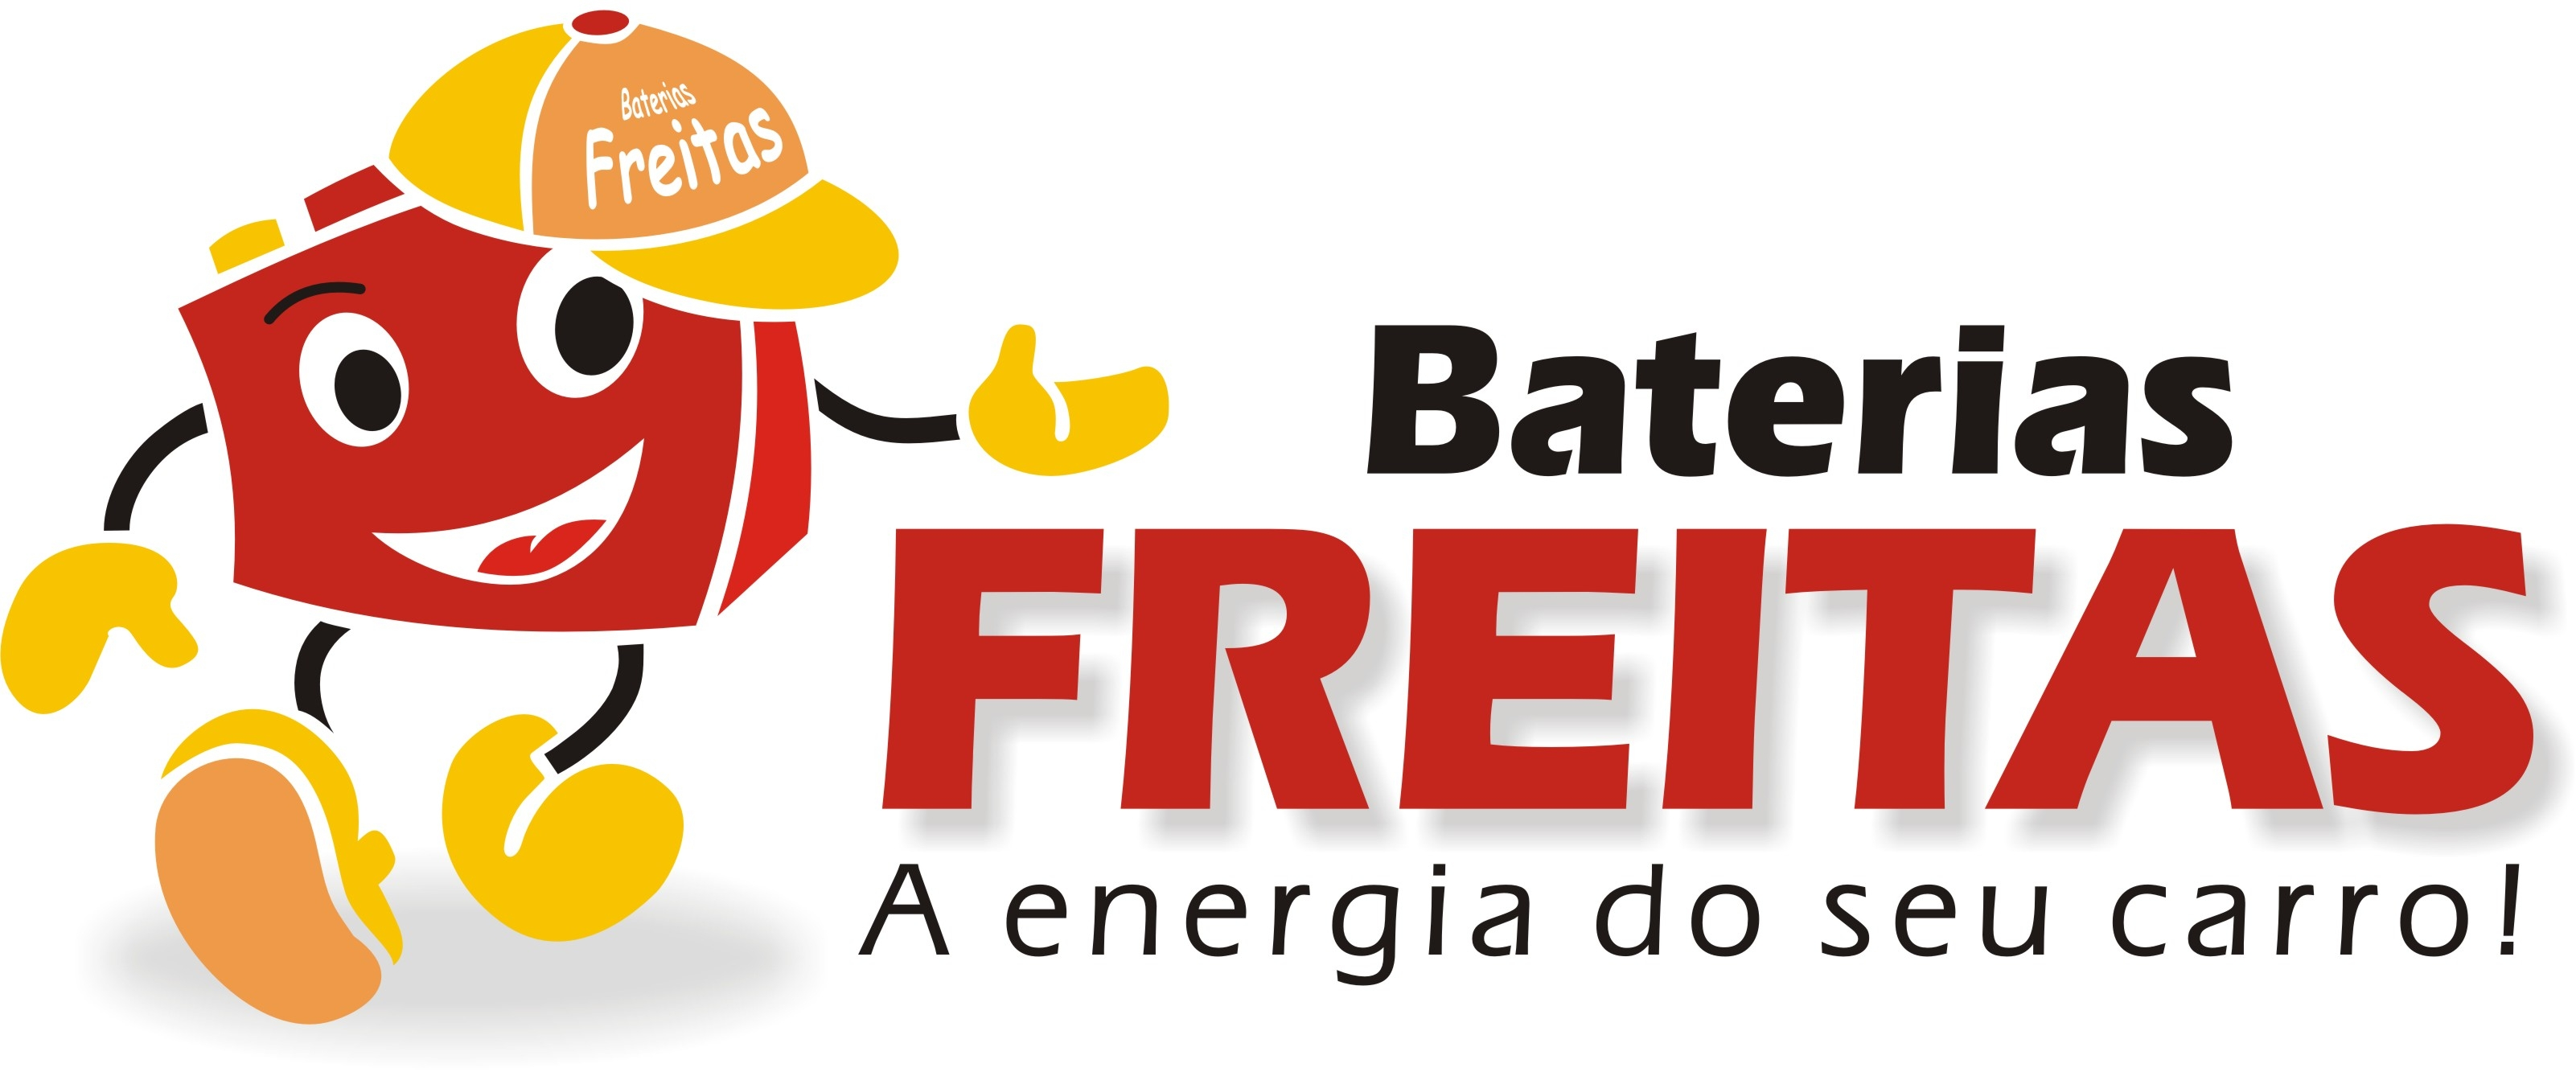 Baterias
Freitas
Baterias
FREITAS
A energia do seu carro!